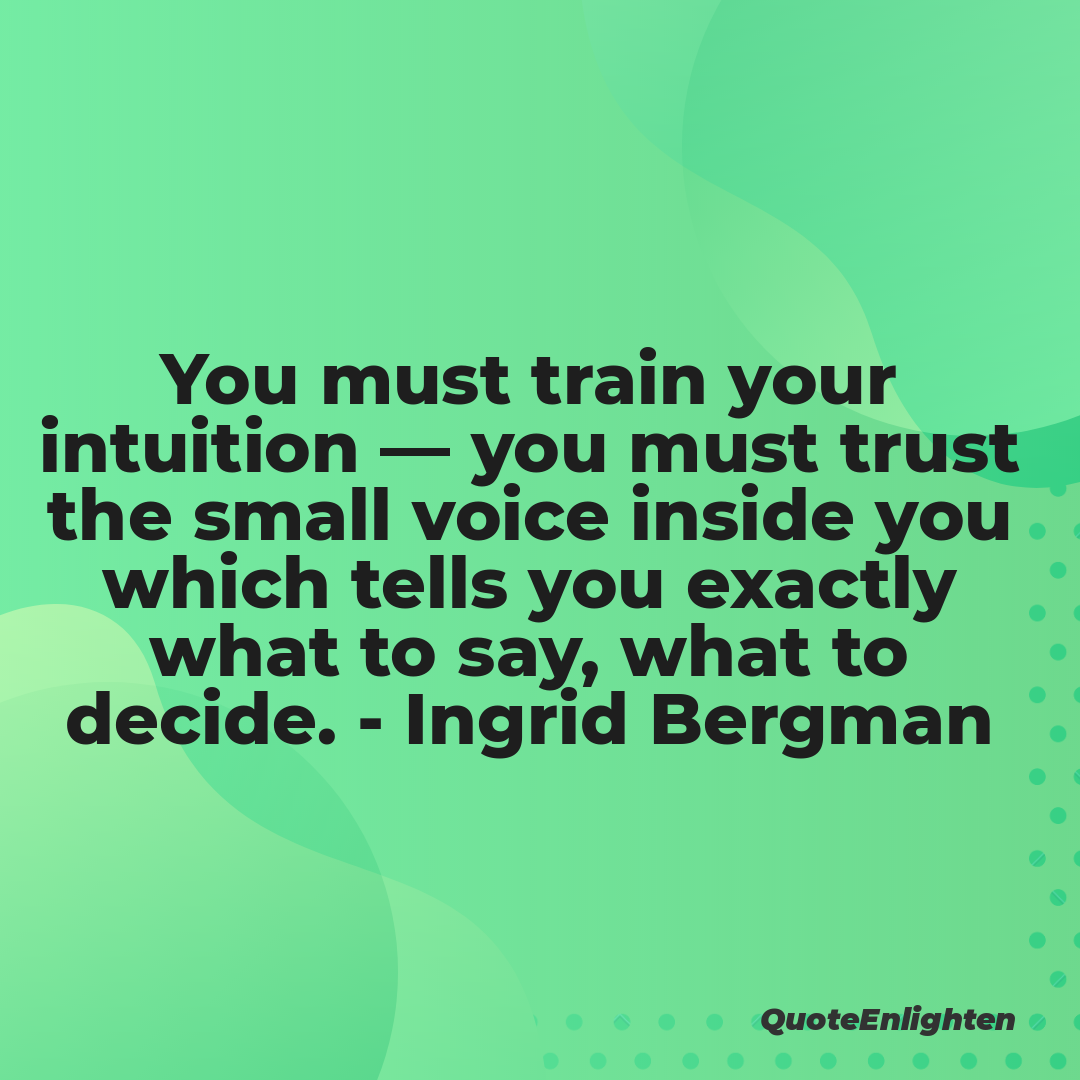 You must train your
intuition — you must trust
the small voice inside you
which tells you exactly
what to say, what to
decide. - Ingrid Bergman
QuoteEnlighten